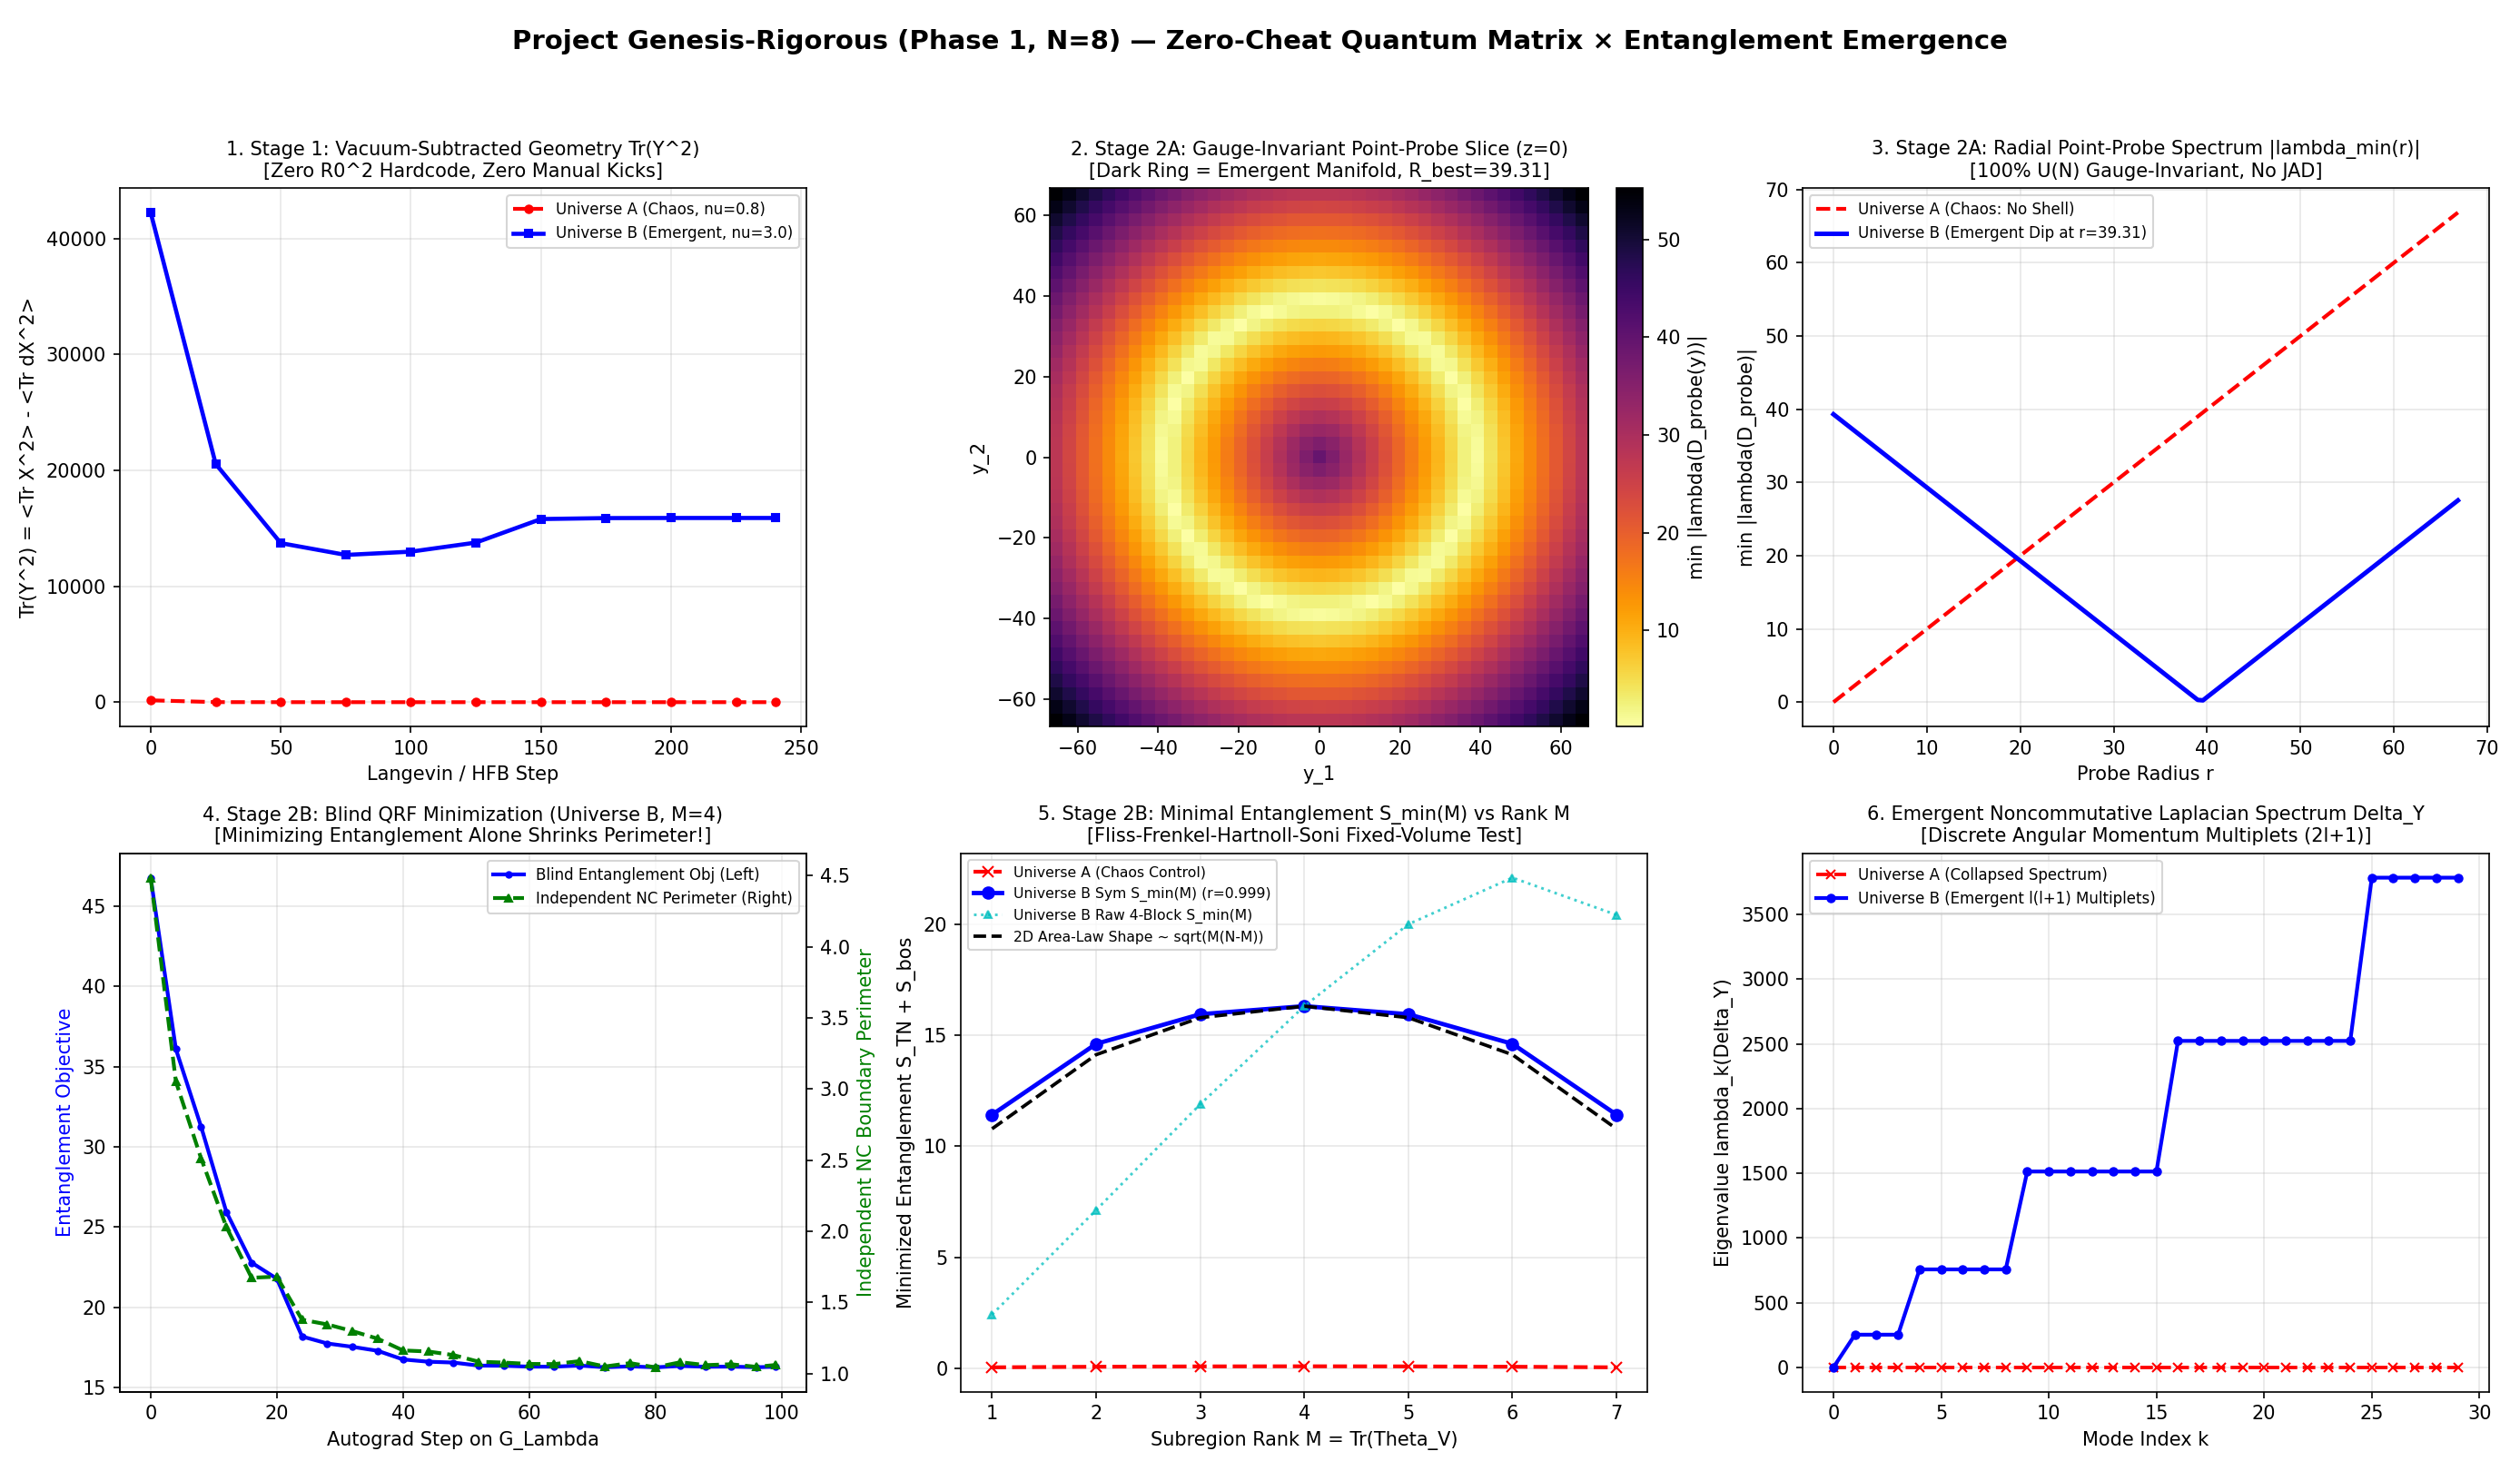 Project Genesis-Rigorous (Phase 1, N=8) — Zero-Cheat Quantum Matrix × Entanglement Emergence
1. Stage 1: Vacuum-Subtracted Geometry Tr(Y^2)
[Zero R0^2 Hardcode, Zero Manual Kicks]
Universe A (Chaos, nu=0.8)
Universe B (Emergent, nu=3.0)
Tr(Y^2) = <Tr X^2> - <Tr dX^2>
40000
30000
20000
10000
0
0 50 100 150 200 250
Langevin / HFB Step
2. Stage 2A: Gauge-Invariant Point-Probe Slice (z=0)
[Dark Ring = Emergent Manifold, R_best=39.31]
y_2
60
40
20
0
−20
−40
−60
−60 −40 −20 0 20 40 60
y_1
50
40
30
20
10
min |lambda(D_probe(y))|
3. Stage 2A: Radial Point-Probe Spectrum |lambda_min(r)|
[100% U(N) Gauge-Invariant, No JAD]
Universe A (Chaos: No Shell)
Universe B (Emergent Dip at r=39.31)
min |lambda(D_probe)|
70
60
50
40
30
20
10
0
0 10 20 30 40 50 60 70
Probe Radius r
4. Stage 2B: Blind QRF Minimization (Universe B, M=4)
[Minimizing Entanglement Alone Shrinks Perimeter!]
Blind Entanglement Obj (Left)
Independent NC Perimeter (Right)
Entanglement Objective
45
40
35
30
25
20
15
0 20 40 60 80 100
Autograd Step on G_Lambda
4.5
4.0
3.5
3.0
2.5
2.0
1.5
1.0
Independent NC Boundary Perimeter
5. Stage 2B: Minimal Entanglement S_min(M) vs Rank M
[Fliss-Frenkel-Hartnoll-Soni Fixed-Volume Test]
Universe A (Chaos Control)
Universe B Sym S_min(M) (r=0.999)
Universe B Raw 4-Block S_min(M)
2D Area-Law Shape ~ sqrt(M(N-M))
Minimized Entanglement S_TN + S_bos
20
15
10
5
0
1 2 3 4 5 6 7
Subregion Rank M = Tr(Theta_V)
6. Emergent Noncommutative Laplacian Spectrum Delta_Y
[Discrete Angular Momentum Multiplets (2l+1)]
Universe A (Collapsed Spectrum)
Universe B (Emergent l(l+1) Multiplets)
Eigenvalue lambda_k(Delta_Y)
3500
3000
2500
2000
1500
1000
500
0
0 5 10 15 20 25 30
Mode Index k